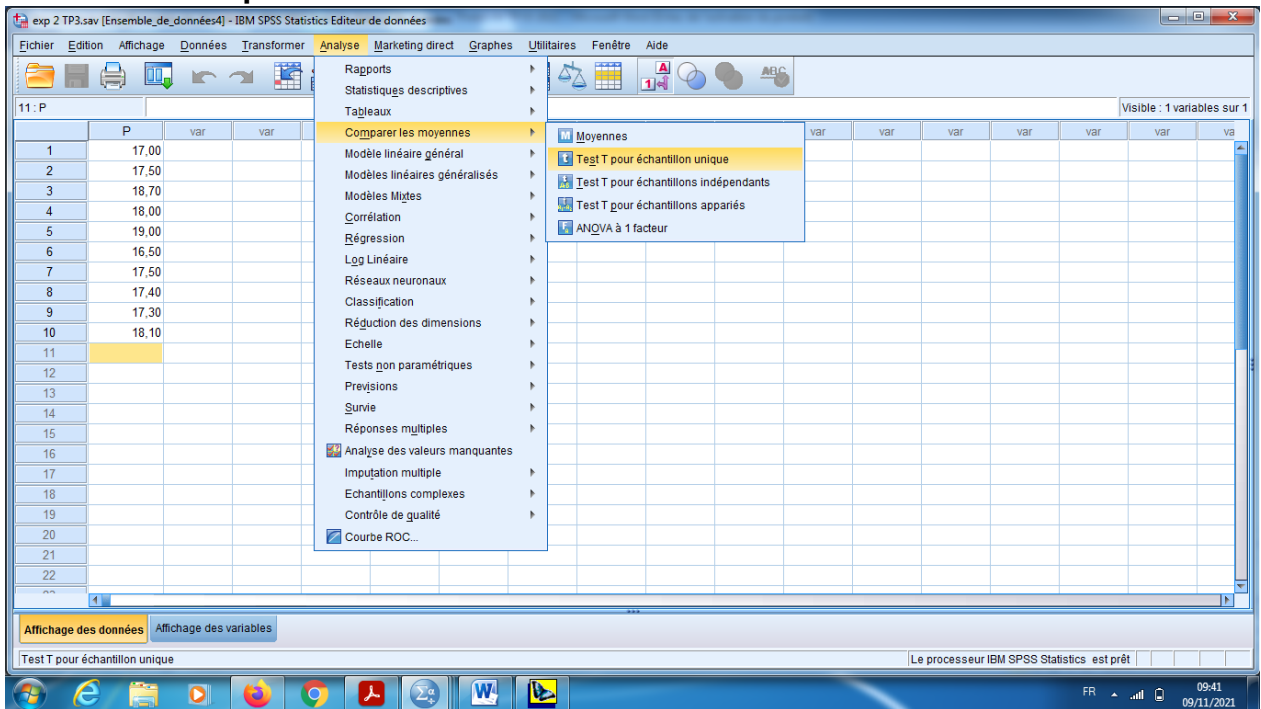 exp 2 TP3.sav [Ensemble_de_données4] - IBM SPSS Statistics Editeur de données
Fichier Edition Affichage Données Transformer Analyse Marketing direct Graphes Utilitaires Fenêtre Aide
11 : P
Visible : 1 variables sur 1
P var var var var var var var var va
1 17,00
2 17,50
3 18,70
4 18,00
5 19,00
6 16,50
7 17,50
8 17,40
9 17,30
10 18,10
11
12
13
14
15
16
17
18
19
20
21
22
Rapports
Statistiques descriptives
Tableaux
Comparer les moyennes
Modèle linéaire général
Modèles linéaires généralisés
Modèles Mixtes
Corrélation
Régression
Log Linéaire
Réseaux neuronaux
Classification
Réduction des dimensions
Echelle
Tests non paramétriques
Prévisions
Survie
Réponses multiples
Analyse des valeurs manquantes
Imputation multiple
Echantillons complexes
Contrôle de qualité
Courbe ROC...
Moyennes
Test T pour échantillon unique
Test T pour échantillons indépendants
Test T pour échantillons appariés
ANOVA à 1 facteur
Affichage des données Affichage des variables
Test T pour échantillon unique
Le processeur IBM SPSS Statistics est prêt
FR
09:41
09/11/2021